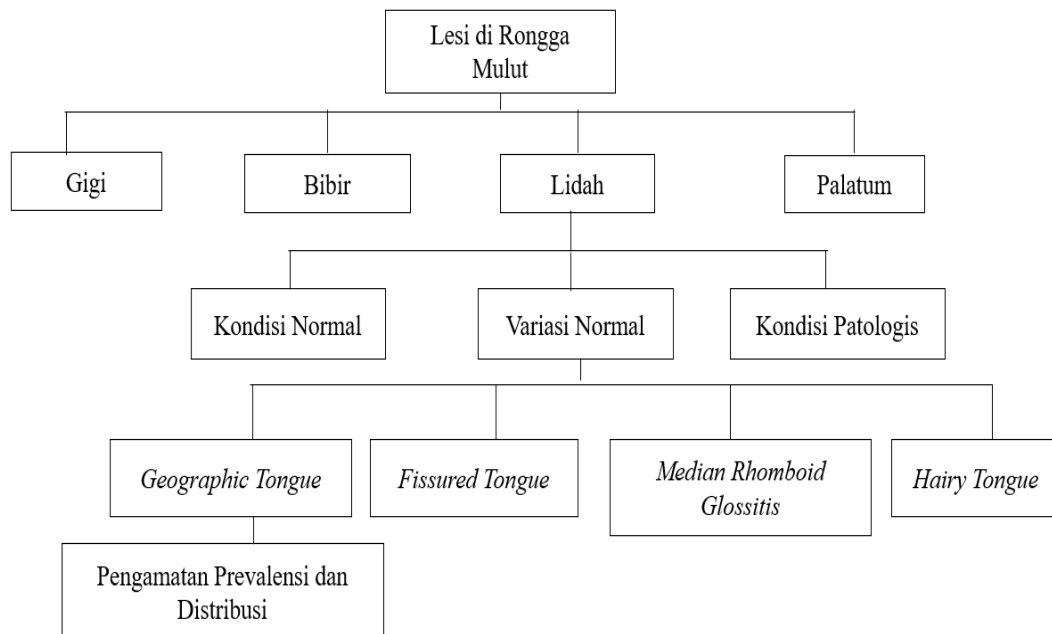 Lesi di Rongga
Mulut
Gigi
Bibir
Lidah
Palatum
Kondisi Normal
Variasi Normal
Kondisi Patologis
Geographic Tongue
Fissured Tongue
Median Rhomboid
Glossitis
Hairy Tongue
Pengamatan Prevalensi dan
Distribusi